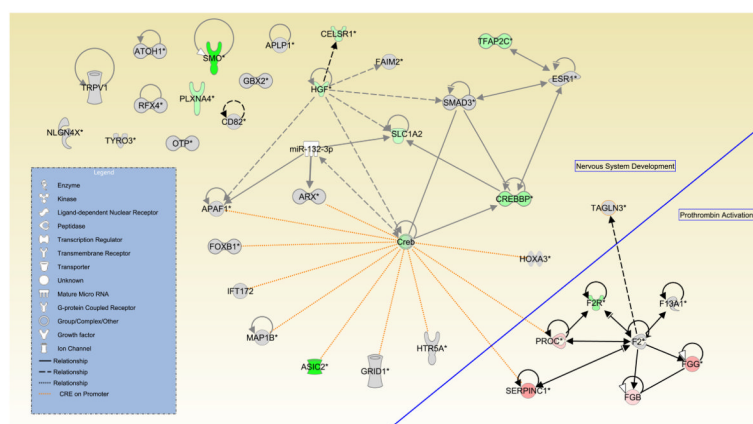 CELSR1*
TFAP2C*
ATOH1*
SMO*
APLP1*
FAIM2*
ESR1*
TRPV1
GBX2*
HGF*
RFX4*
PLXNA4*
SMAD3*
CD82*
NLGN4X*
TYRO3*
OTP*
SLC1A2
miR-132-3p
Nervous System Development
Legend
Enzyme
Kinase
Ligand-dependent Nuclear Receptor
Peptidase
Transcription Regulator
Transmembrane Receptor
Transporter
Unknown
Mature Micro RNA
G-protein Coupled Receptor
Group/Complex/Other
Growth factor
Ion Channel
Relationship
Relationship
Relationship
CRE on Promoter
APAF1*
ARX*
CREBBP*
TAGLN3*
Prothrombin Activation
FOXB1*
Creb
HOXA3*
IFT172
F2R*
F13A1*
MAP1B*
HTR5A*
PROC*
F2*
ASIC2*
GRID1*
FGG*
SERPINC1*
FGB